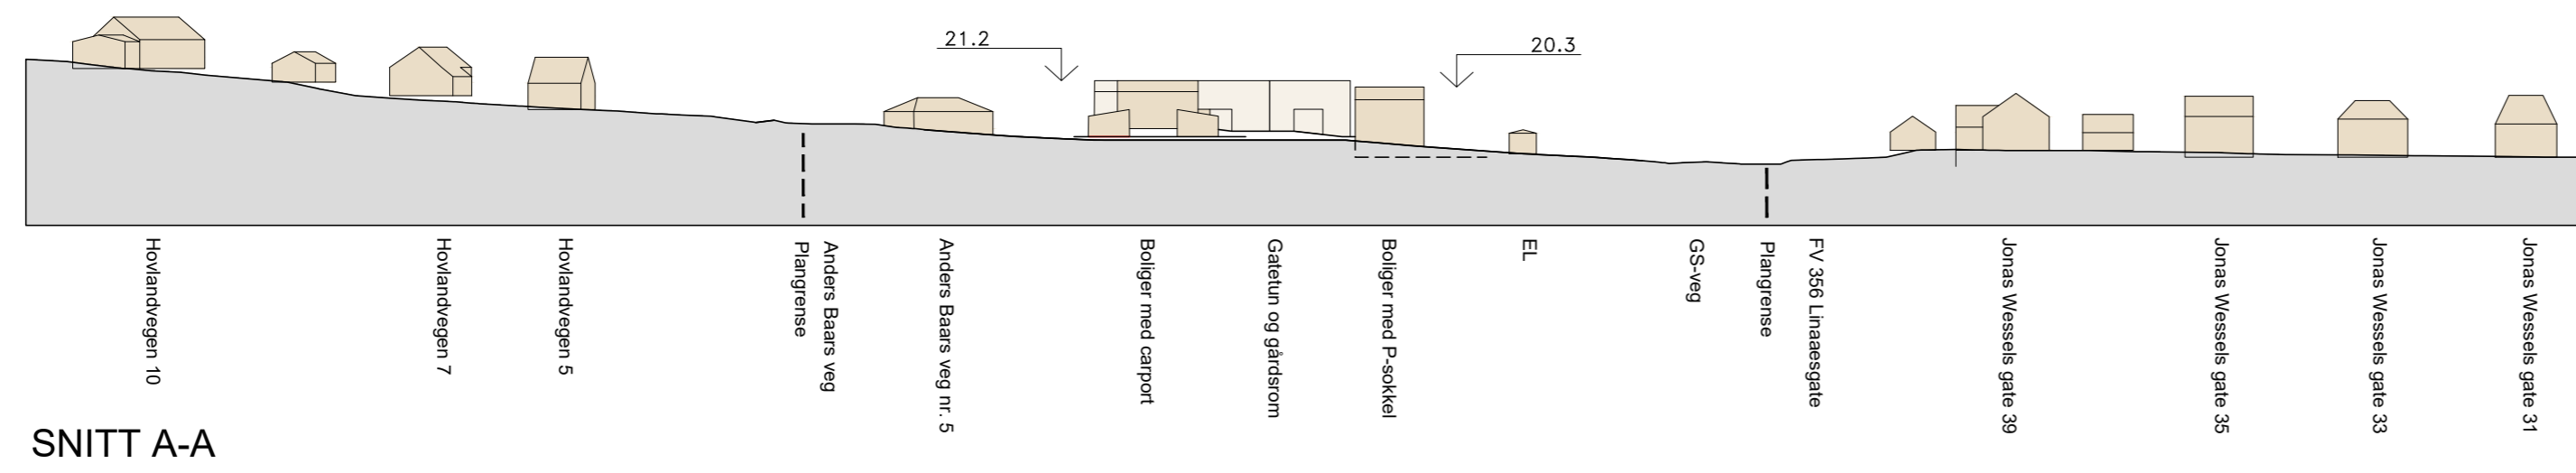 21.2
20.3
Hovlandvegen 10
Hovlandvegen 7
Hovlandvegen 5
Plangrense
Anders Baars veg
Anders Baars veg nr. 5
Boliger med carport
Gatetun og gårdsrom
Boliger med P-sokkel
EL
GS-veg
Plangrense
FV 356 Linaaesgate
Jonas Wessels gate 39
Jonas Wessels gate 35
Jonas Wessels gate 33
Jonas Wessels gate 31
SNITT A-A